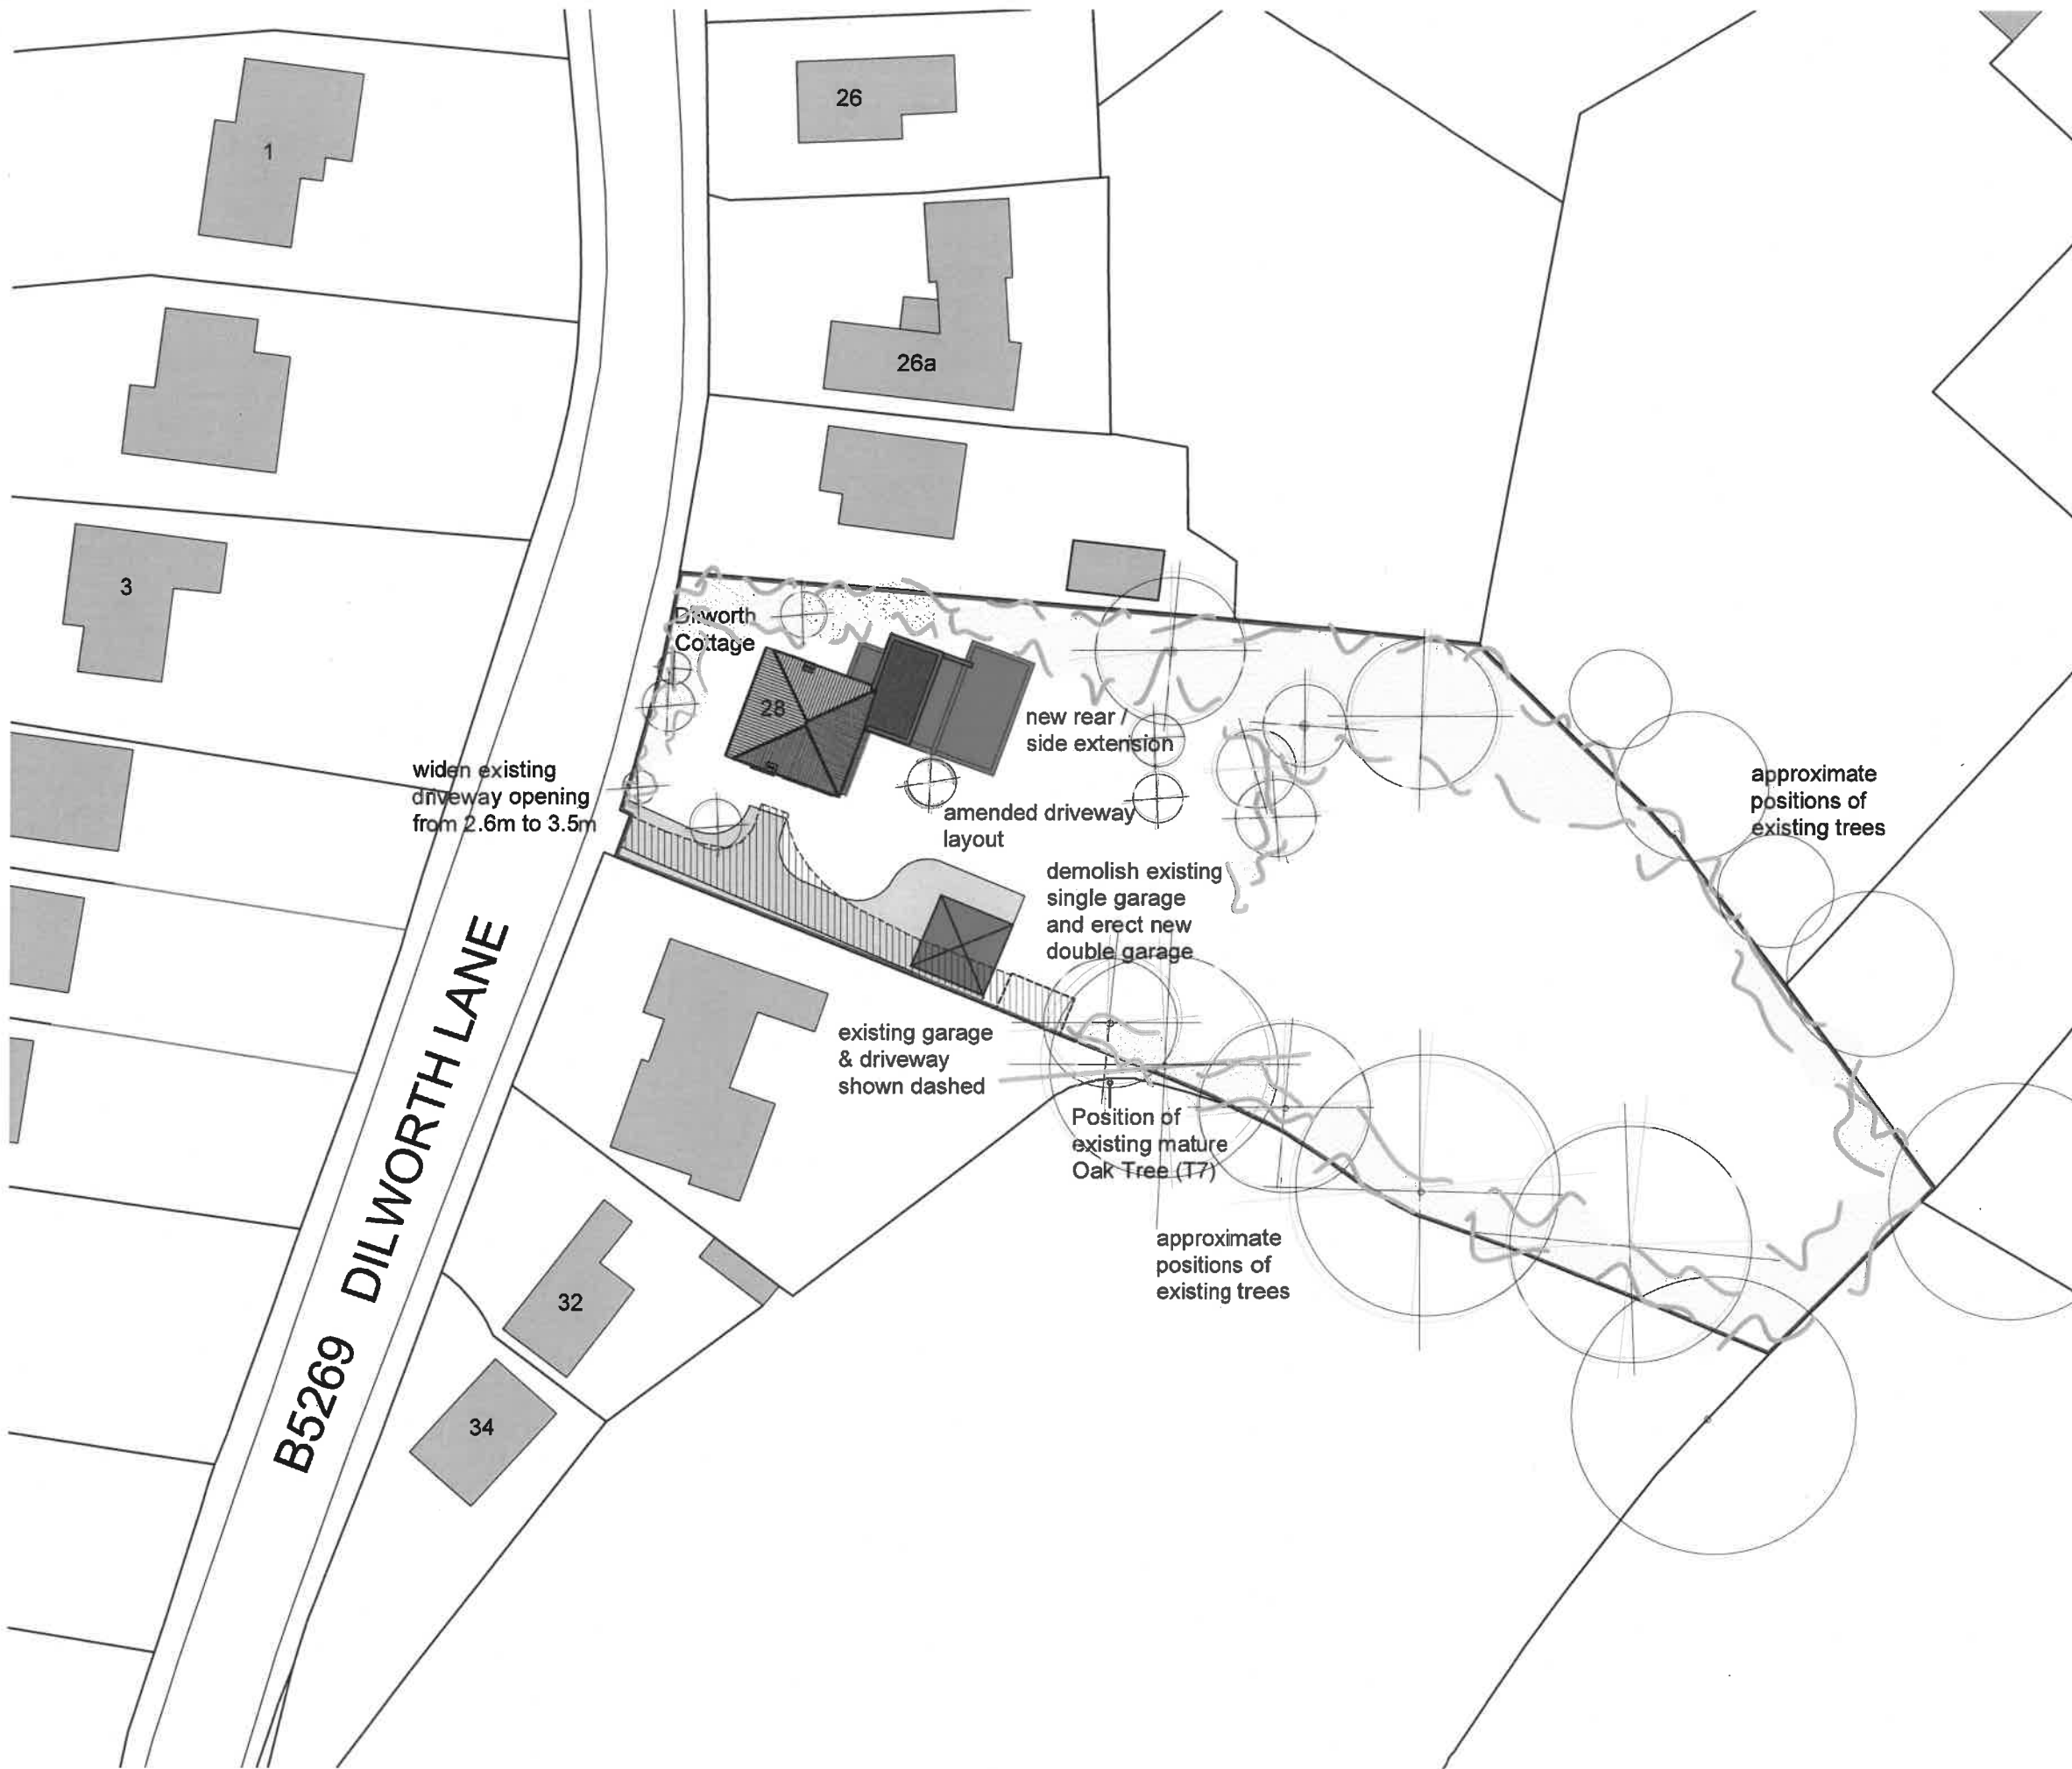 1
26
26a
3
Dilworth
Cottage
28
new rear /
side extension
widen existing
driveway opening
from 2.6m to 3.5m
amended driveway
layout
approximate
positions of
existing trees
demolish existing
single garage
and erect new
double garage
existing garage
& driveway
shown dashed
Position of
existing mature
Oak Tree (T7)
approximate
positions of
existing trees
B5269 DILWORTH LANE
32
34